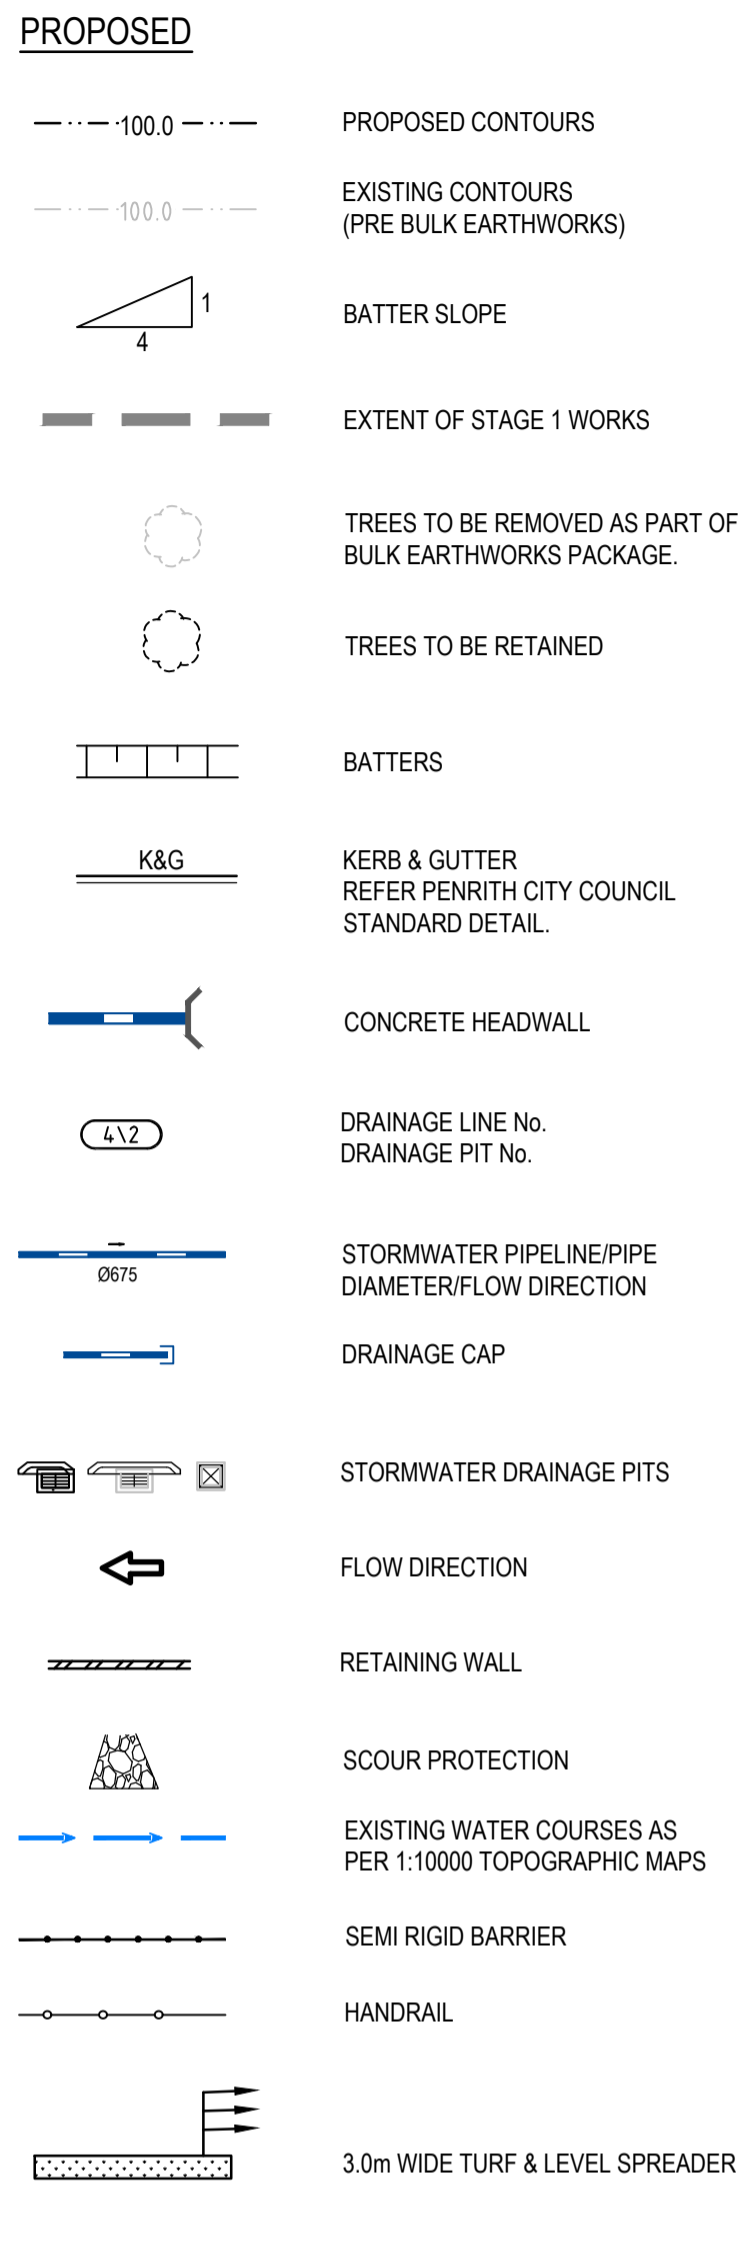 PROPOSED
100.0 PROPOSED CONTOURS
100.0 EXISTING CONTOURS
(PRE BULK EARTHWORKS)
1
4
BATTER SLOPE
EXTENT OF STAGE 1 WORKS
TREES TO BE REMOVED AS PART OF
BULK EARTHWORKS PACKAGE.
TREES TO BE RETAINED
BATTERS
K&G KERB & GUTTER
REFER PENRITH CITY COUNCIL
STANDARD DETAIL.
CONCRETE HEADWALL
4\2 DRAINAGE LINE No.
DRAINAGE PIT No.
STORMWATER PIPELINE/PIPE
Ø675 DIAMETER/FLOW DIRECTION
DRAINAGE CAP
STORMWATER DRAINAGE PITS
FLOW DIRECTION
RETAINING WALL
SCOUR PROTECTION
EXISTING WATER COURSES AS
PER 1:10000 TOPOGRAPHIC MAPS
SEMI RIGID BARRIER
HANDRAIL
3.0m WIDE TURF & LEVEL SPREADER